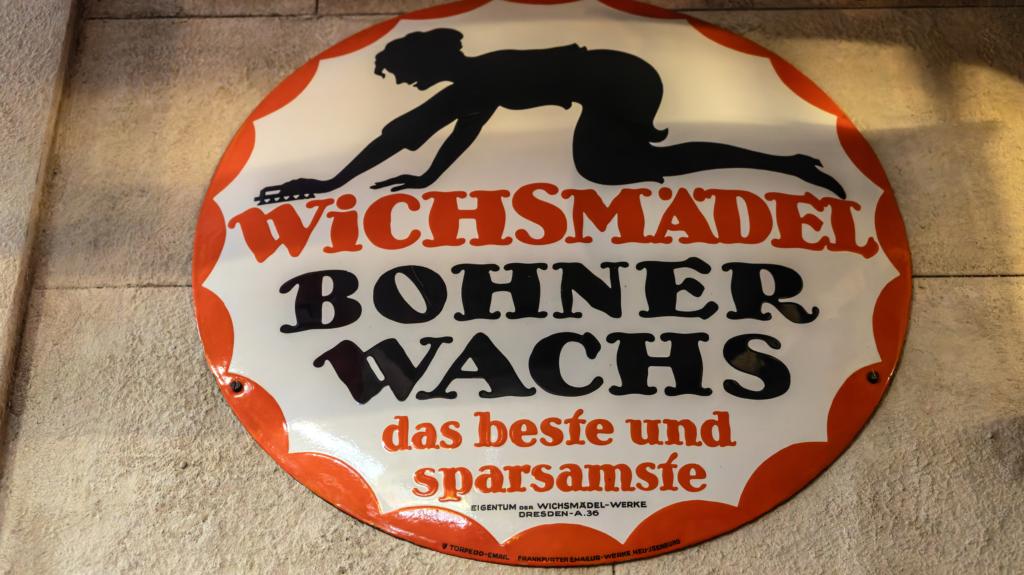 WiCHSMÄDEL
BOHNER
WACHS
das beste und
sparsamste
EIGENTUM DER WICHSMÄDEL-WERKE
DRESDEN-A.36
TORPEDO-EMAIL FRANKFURTER EMAILLIR-WERKE NEU-ISENBURG